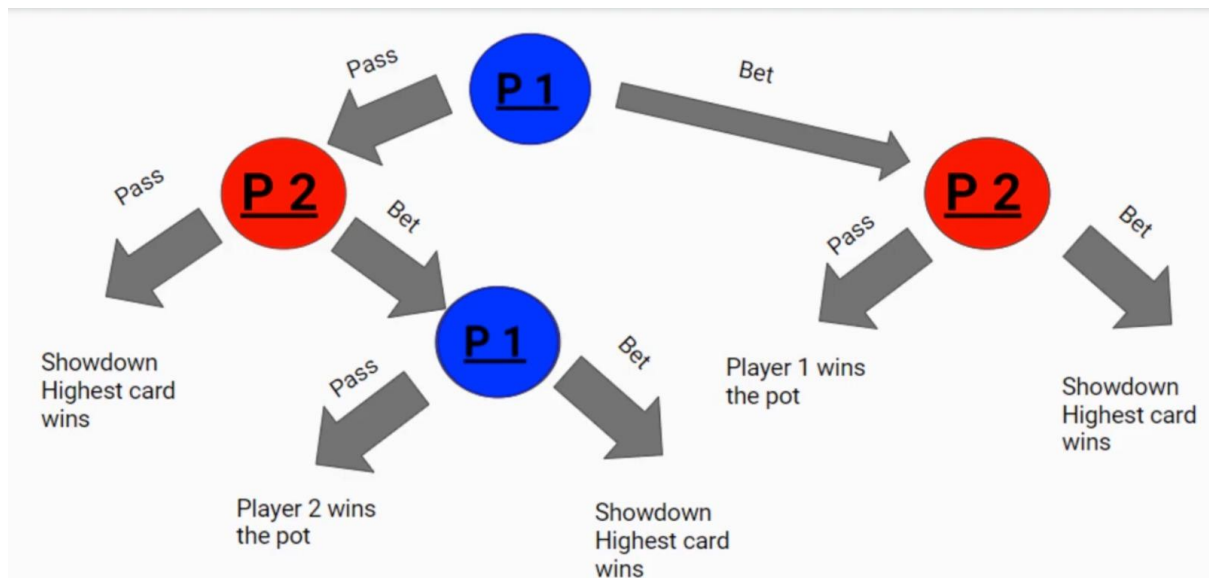 Pass
P 1
Bet
Pass
P 2
Bet
P 2
Pass
Bet
Showdown
Highest card
wins
Pass
P 1
Bet
Player 1 wins
the pot
Showdown
Highest card
wins
Player 2 wins
the pot
Showdown
Highest card
wins